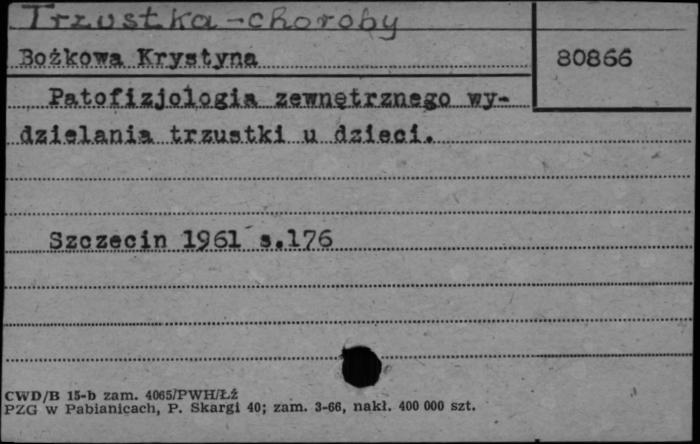 Trzustka-choroby
Bożkowa Krystyna
80866
Patofizjologia zewnętrznego wy-
dzielania trzustki u dzieci.
Szczecin 1961 s.176
CWD/B 15-b zam. 4065/PWH/Łż
PZG w Pabianicach, P. Skargi 40; zam. 3-66, nakł. 400 000 szt.